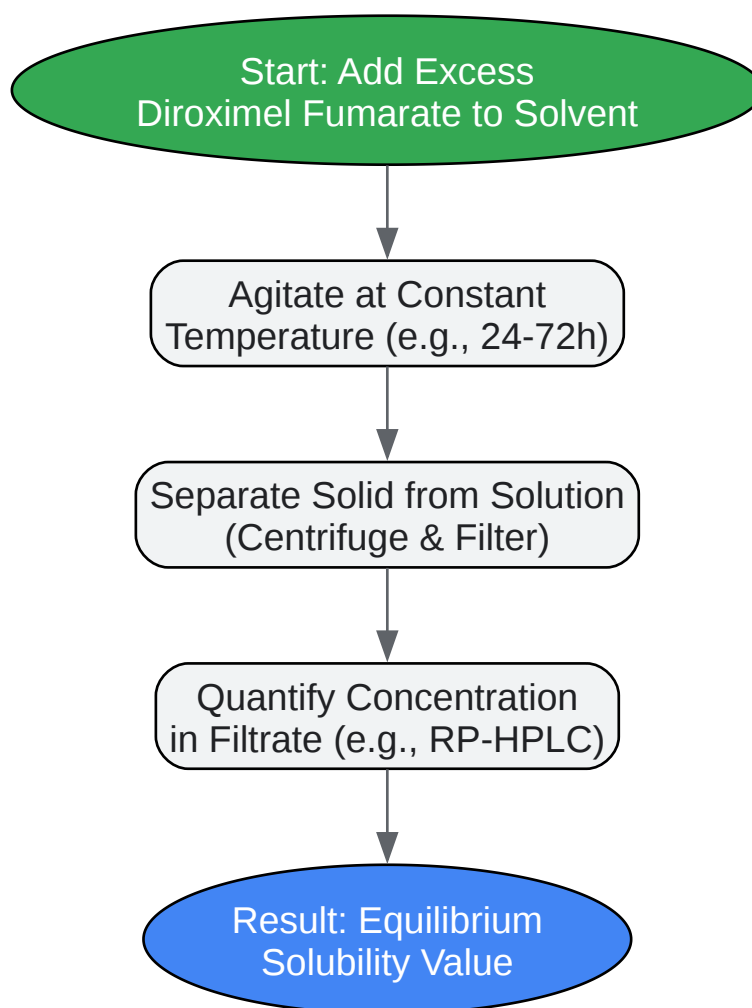 Start: Add Excess
Diroximel Fumarate to Solvent
Agitate at Constant
Temperature (e.g., 24-72h)
Separate Solid from Solution
(Centrifuge & Filter)
Quantify Concentration
in Filtrate (e.g., RP-HPLC)
Result: Equilibrium
Solubility Value